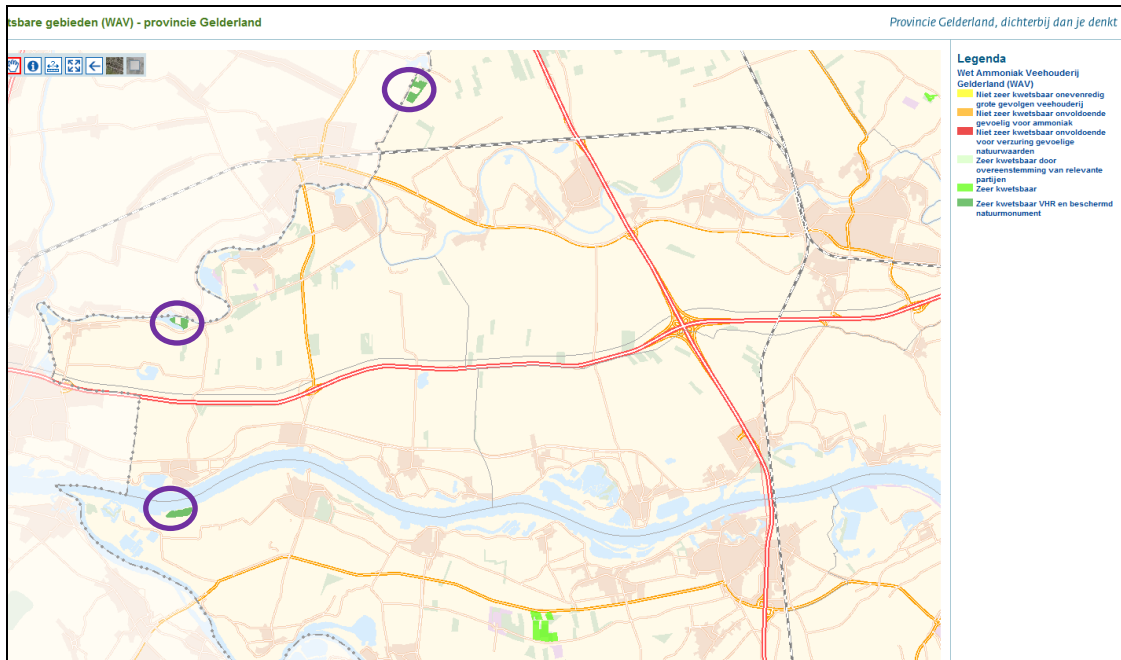 tsbare gebieden (WAV) - provincie Gelderland
Provincie Gelderland, dichterbij dan je denkt
Legenda
Wet Ammoniak Veehouderij
Gelderland (WAV)
Niet zeer kwetsbaar onevenredig
grote gevolgen veehouderij
Niet zeer kwetsbaar onvoldoende
gevoelig voor ammoniak
Niet zeer kwetsbaar onvoldoende
voor verzuring gevoelige
natuurwaarden
Zeer kwetsbaar door
overeenstemming van relevante
partijen
Zeer kwetsbaar
Zeer kwetsbaar VHR en beschermd
natuurmonument